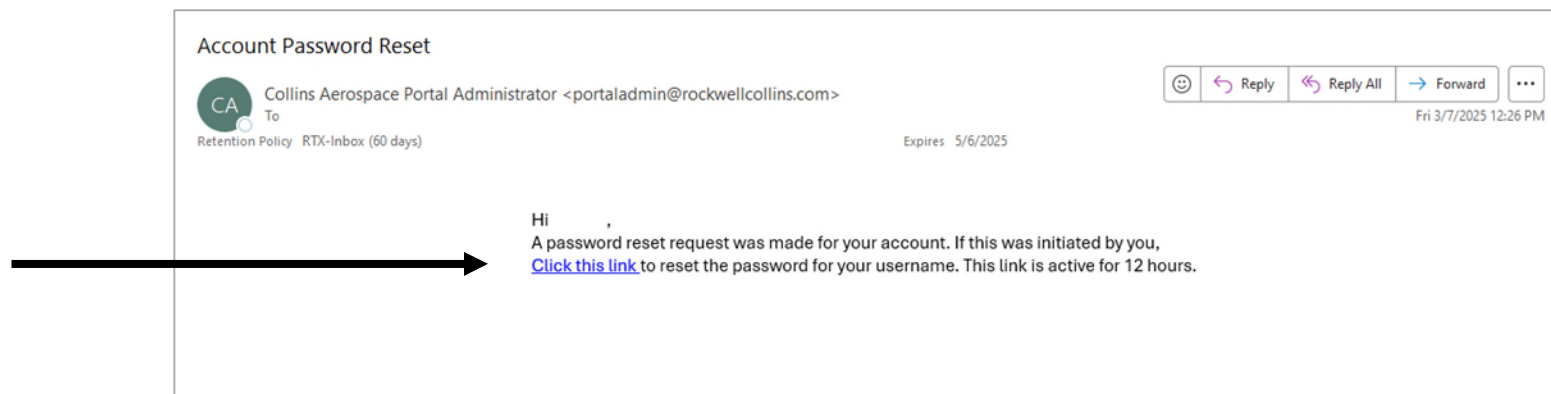 Account Password Reset
CA
Collins Aerospace Portal Administrator <portaladmin@rockwellcollins.com>
Reply
Reply All
Forward
To
Fri 3/7/2025 12:26 PM
Retention Policy RTX-Inbox (60 days)
Expires 5/6/2025
Hi ,
A password reset request was made for your account. If this was initiated by you,
Click this link to reset the password for your username. This link is active for 12 hours.